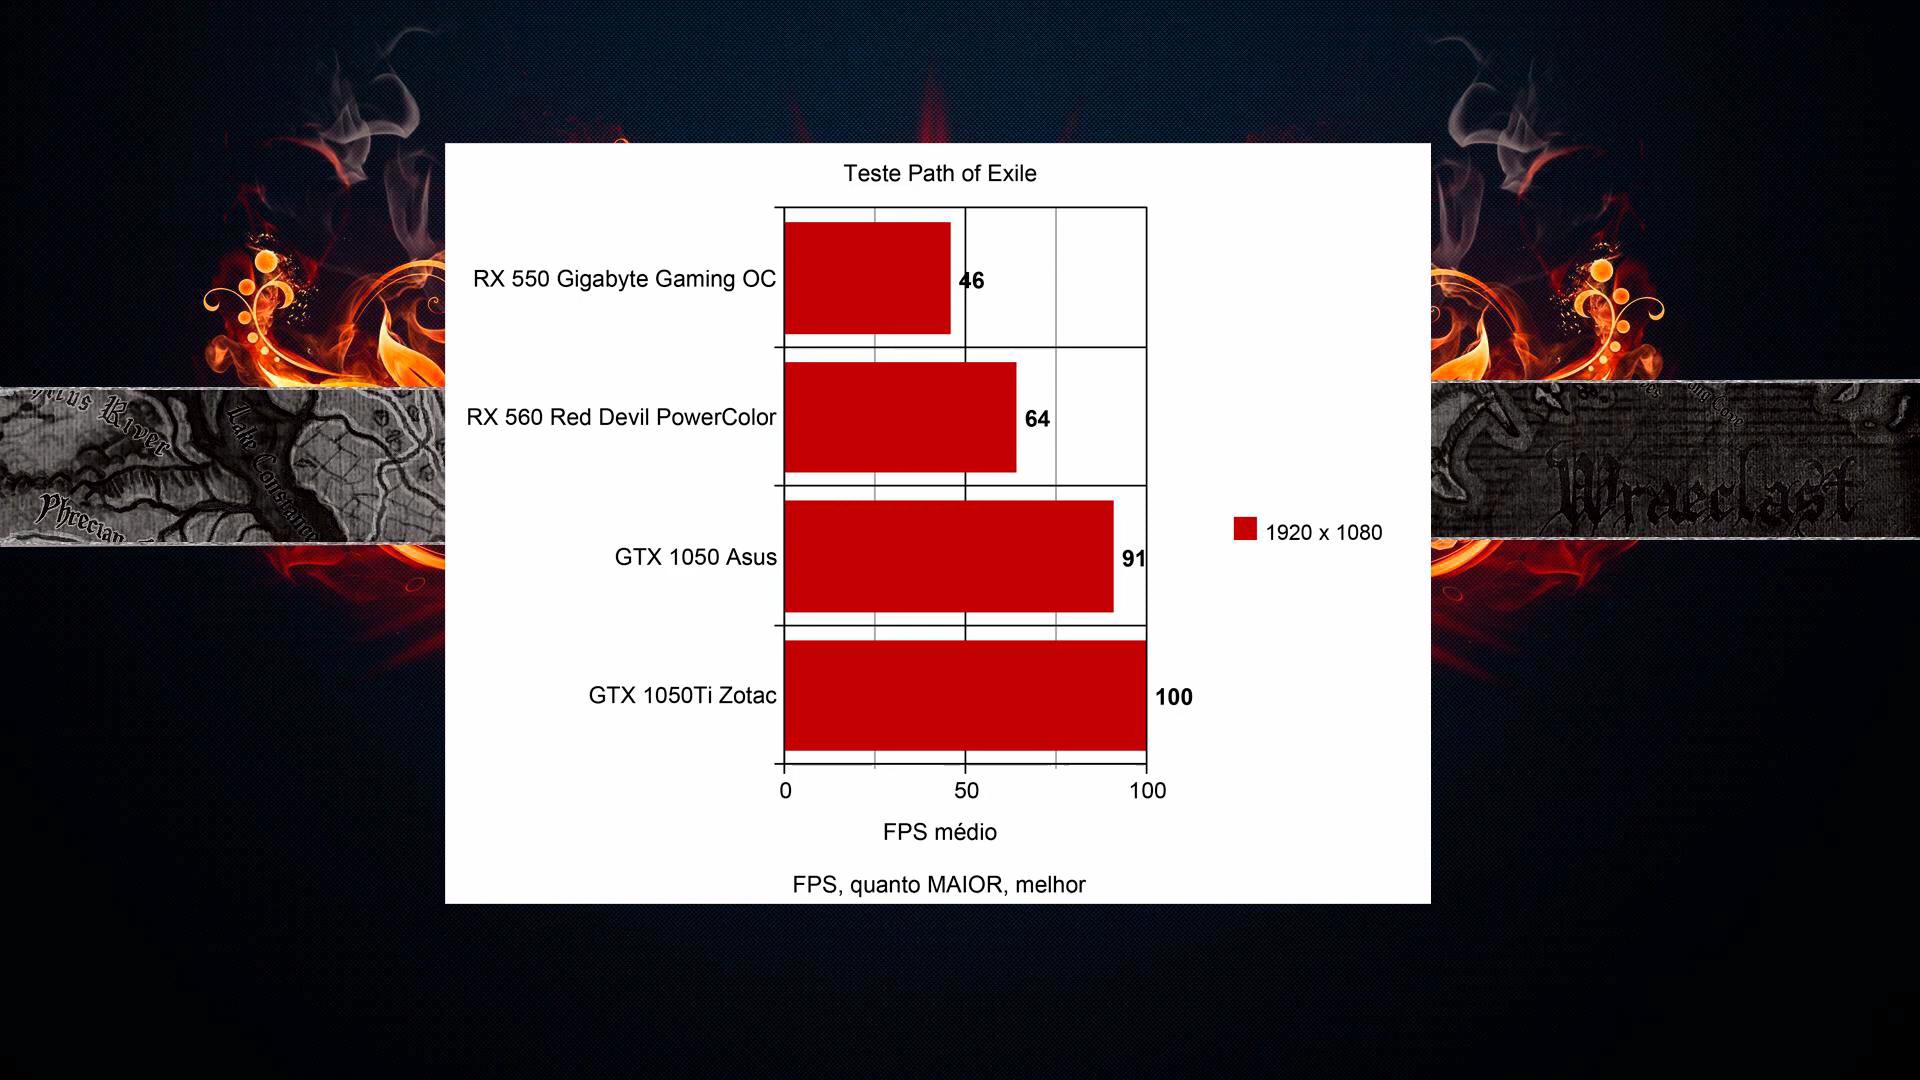 Teste Path of Exile
RX 550 Gigabyte Gaming OC
46
RX 560 Red Devil PowerColor
64
GTX 1050 Asus
91
GTX 1050Ti Zotac
100
1920 x 1080
0 50 100
FPS médio
FPS, quanto MAIOR, melhor
River
Lake Constance
Phrecian
Wraeclast